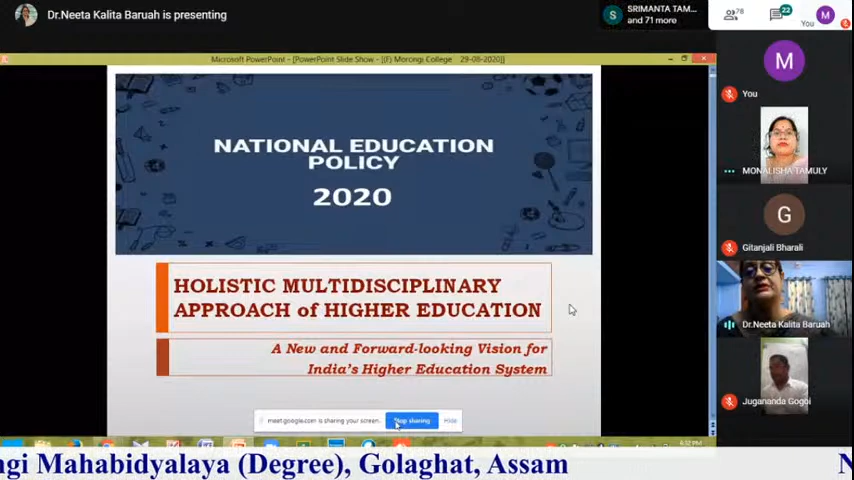 Dr.Neeta Kalita Baruah is presenting
S
SRIMANTA TAM...
and 71 more
78
22
You
M
Microsoft PowerPoint - [PowerPoint Slide Show - [(F) Morongi College 29-08-2020)]
NATIONAL EDUCATION
POLICY
2020
HOLISTIC MULTIDISCIPLINARY
APPROACH of HIGHER EDUCATION
A New and Forward-looking Vision for
India's Higher Education System
meet.google.com is sharing your screen.
Stop sharing
Hide
M
You
MONALISHA TAMULY
G
Gitanjali Bharali
Dr.Neeta Kalita Baruah
Jugananda Gogoi
ngi Mahabidyalaya (Degree), Golaghat, Assam
N